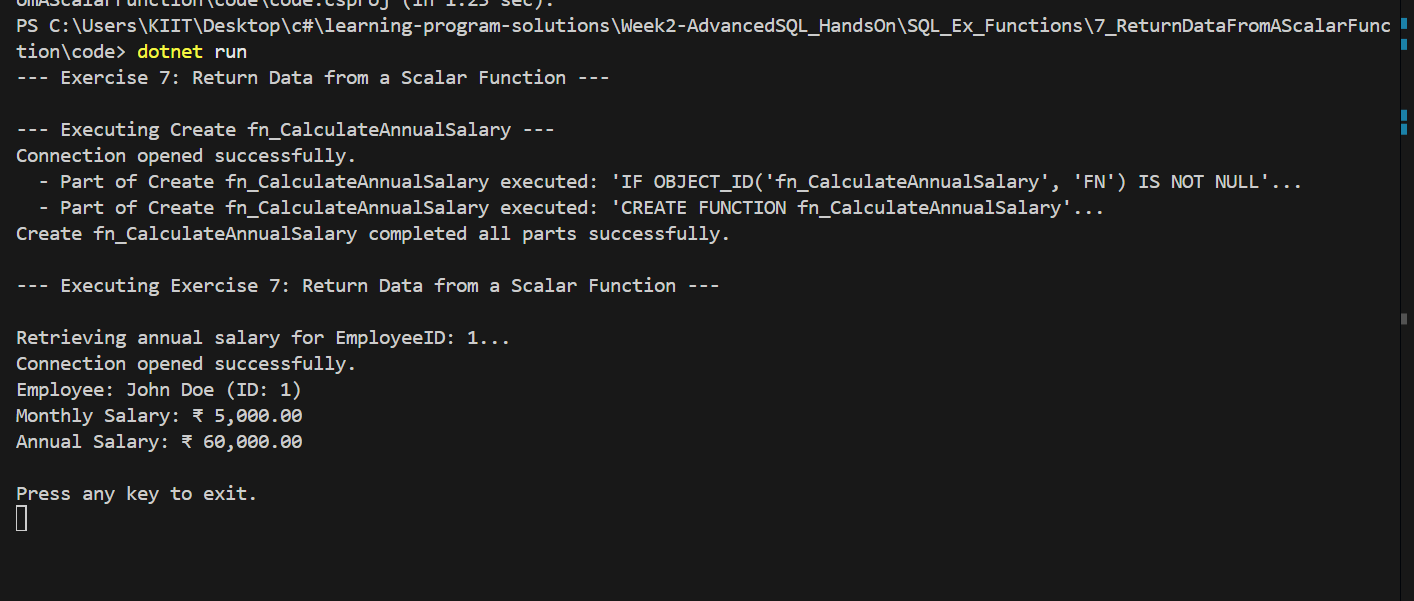 omAScalarFunction\code\code.csproj (in 1.25 sec).
PS C:\Users\KIIT\Desktop\c#\learning-program-solutions\Week2-AdvancedSQL_HandsOn\SQL_Ex_Functions\7_ReturnDataFromAScalarFunc
tion\code> dotnet run
--- Exercise 7: Return Data from a Scalar Function ---
--- Executing Create fn_CalculateAnnualSalary ---
Connection opened successfully.
- Part of Create fn_CalculateAnnualSalary executed: 'IF OBJECT_ID('fn_CalculateAnnualSalary', 'FN') IS NOT NULL'...
- Part of Create fn_CalculateAnnualSalary executed: 'CREATE FUNCTION fn_CalculateAnnualSalary'...
Create fn_CalculateAnnualSalary completed all parts successfully.
--- Executing Exercise 7: Return Data from a Scalar Function ---
Retrieving annual salary for EmployeeID: 1...
Connection opened successfully.
Employee: John Doe (ID: 1)
Monthly Salary: ₹ 5,000.00
Annual Salary: ₹ 60,000.00
Press any key to exit.